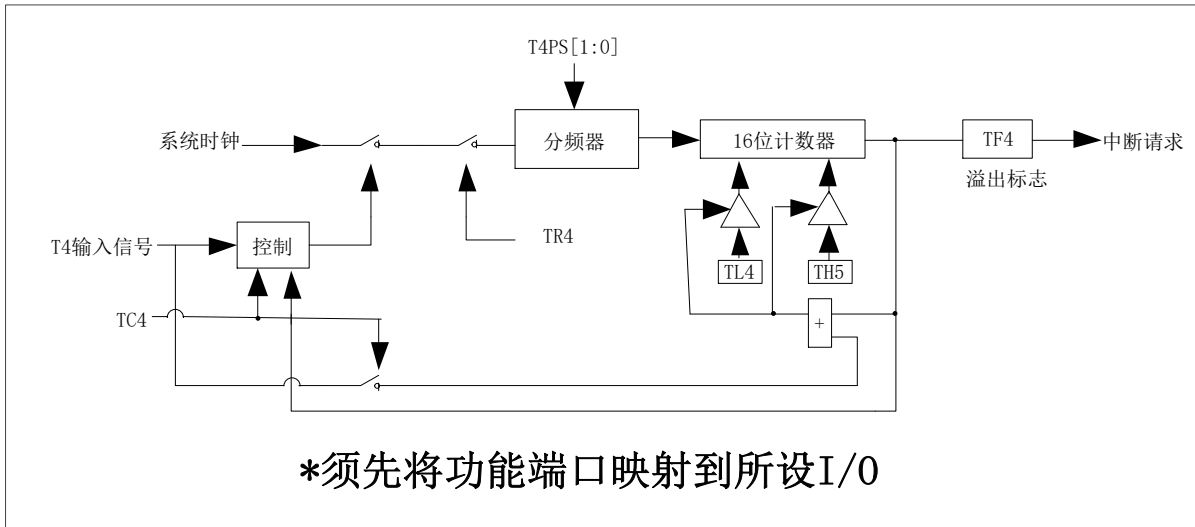 T4PS[1:0]
系统时钟
分频器
16位计数器
TF4
中断请求
溢出标志
T4输入信号
控制
TR4
TL4
TH5
TC4
+
*须先将功能端口映射到所设I/O